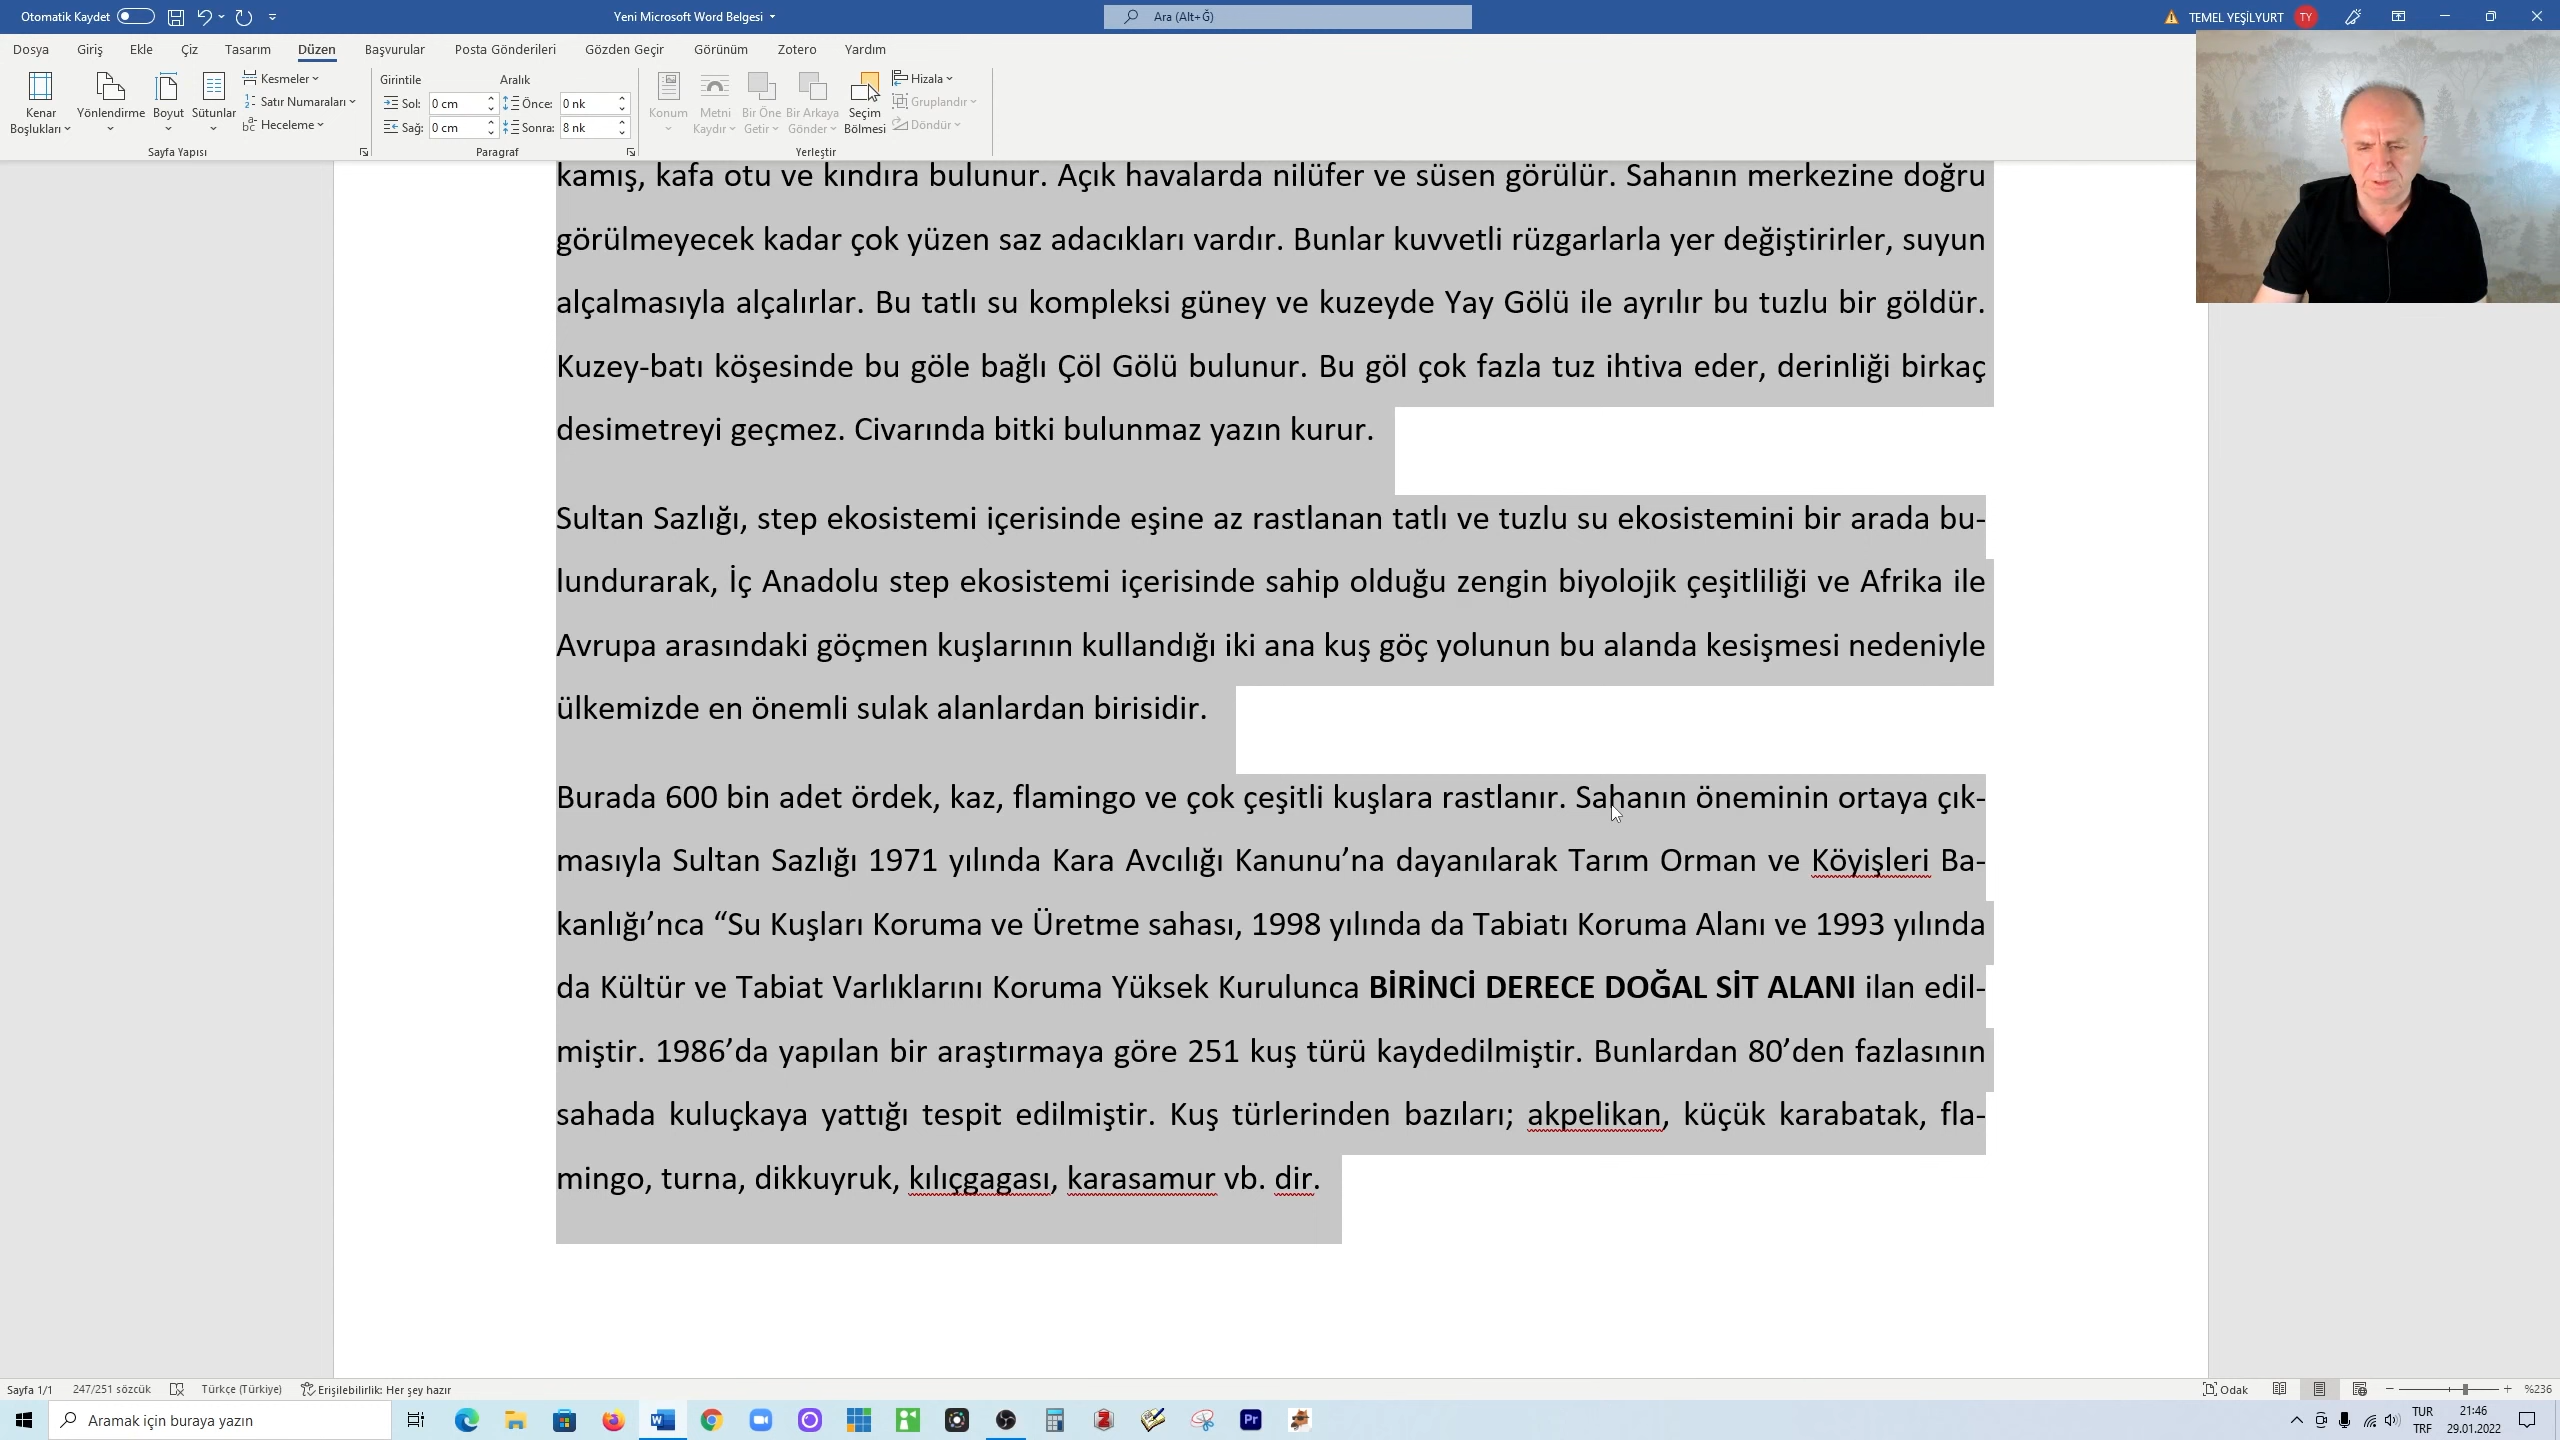 Otomatik Kaydet
Yeni Microsoft Word Belgesi
Ara (Alt+Ğ)
TEMEL YEŞİLYURT
TY
Dosya Giriş Ekle Çiz Tasarım Düzen Başvurular Posta Gönderileri Gözden Geçir Görünüm Zotero Yardım
Kenar Boşlukları
Yönlendirme
Boyut
Sütunlar
Kesmeler
Satır Numaraları
Heceleme
Sayfa Yapısı
Girintile
Sol: 0 cm
Sağ: 0 cm
Aralık
Önce: 0 nk
Sonra: 8 nk
Paragraf
Konum
Metni Kaydır
Bir Öne Getir
Bir Arkaya Gönder
Seçim Bölmesi
Hizala
Gruplandır
Döndür
Yerleştir
kamış, kafa otu ve kındıra bulunur. Açık havalarda nilüfer ve süsen görülür. Sahanın merkezine doğru
görülmeyecek kadar çok yüzen saz adacıkları vardır. Bunlar kuvvetli rüzgarlarla yer değiştirirler, suyun
alçalmasıyla alçalırlar. Bu tatlı su kompleksi güney ve kuzeyde Yay Gölü ile ayrılır bu tuzlu bir göldür.
Kuzey-batı köşesinde bu göle bağlı Çöl Gölü bulunur. Bu göl çok fazla tuz ihtiva eder, derinliği birkaç
desimetreyi geçmez. Civarında bitki bulunmaz yazın kurur.
Sultan Sazlığı, step ekosistemi içerisinde eşine az rastlanan tatlı ve tuzlu su ekosistemini bir arada bu-
lundurarak, İç Anadolu step ekosistemi içerisinde sahip olduğu zengin biyolojik çeşitliliği ve Afrika ile
Avrupa arasındaki göçmen kuşlarının kullandığı iki ana kuş göç yolunun bu alanda kesişmesi nedeniyle
ülkemizde en önemli sulak alanlardan birisidir.
Burada 600 bin adet ördek, kaz, flamingo ve çok çeşitli kuşlara rastlanır. Sahanın öneminin ortaya çık-
masıyla Sultan Sazlığı 1971 yılında Kara Avcılığı Kanunu’na dayanılarak Tarım Orman ve Köyişleri Ba-
kanlığı’nca “Su Kuşları Koruma ve Üretme sahası, 1998 yılında da Tabiatı Koruma Alanı ve 1993 yılında
da Kültür ve Tabiat Varlıklarını Koruma Yüksek Kurulunca BİRİNCİ DERECE DOĞAL SİT ALANI ilan edil-
miştir. 1986’da yapılan bir araştırmaya göre 251 kuş türü kaydedilmiştir. Bunlardan 80’den fazlasının
sahada kuluçkaya yattığı tespit edilmiştir. Kuş türlerinden bazıları; akpelikan, küçük karabatak, fla-
mingo, turna, dikkuyruk, kılıçgagası, karasamur vb. dir.
Sayfa 1/1 247/251 sözcük Türkçe (Türkiye) Erişilebilirlik: Her şey hazır
Odak
%236
Aramak için buraya yazın
Pr
TUR
TRF
21:46
29.01.2022